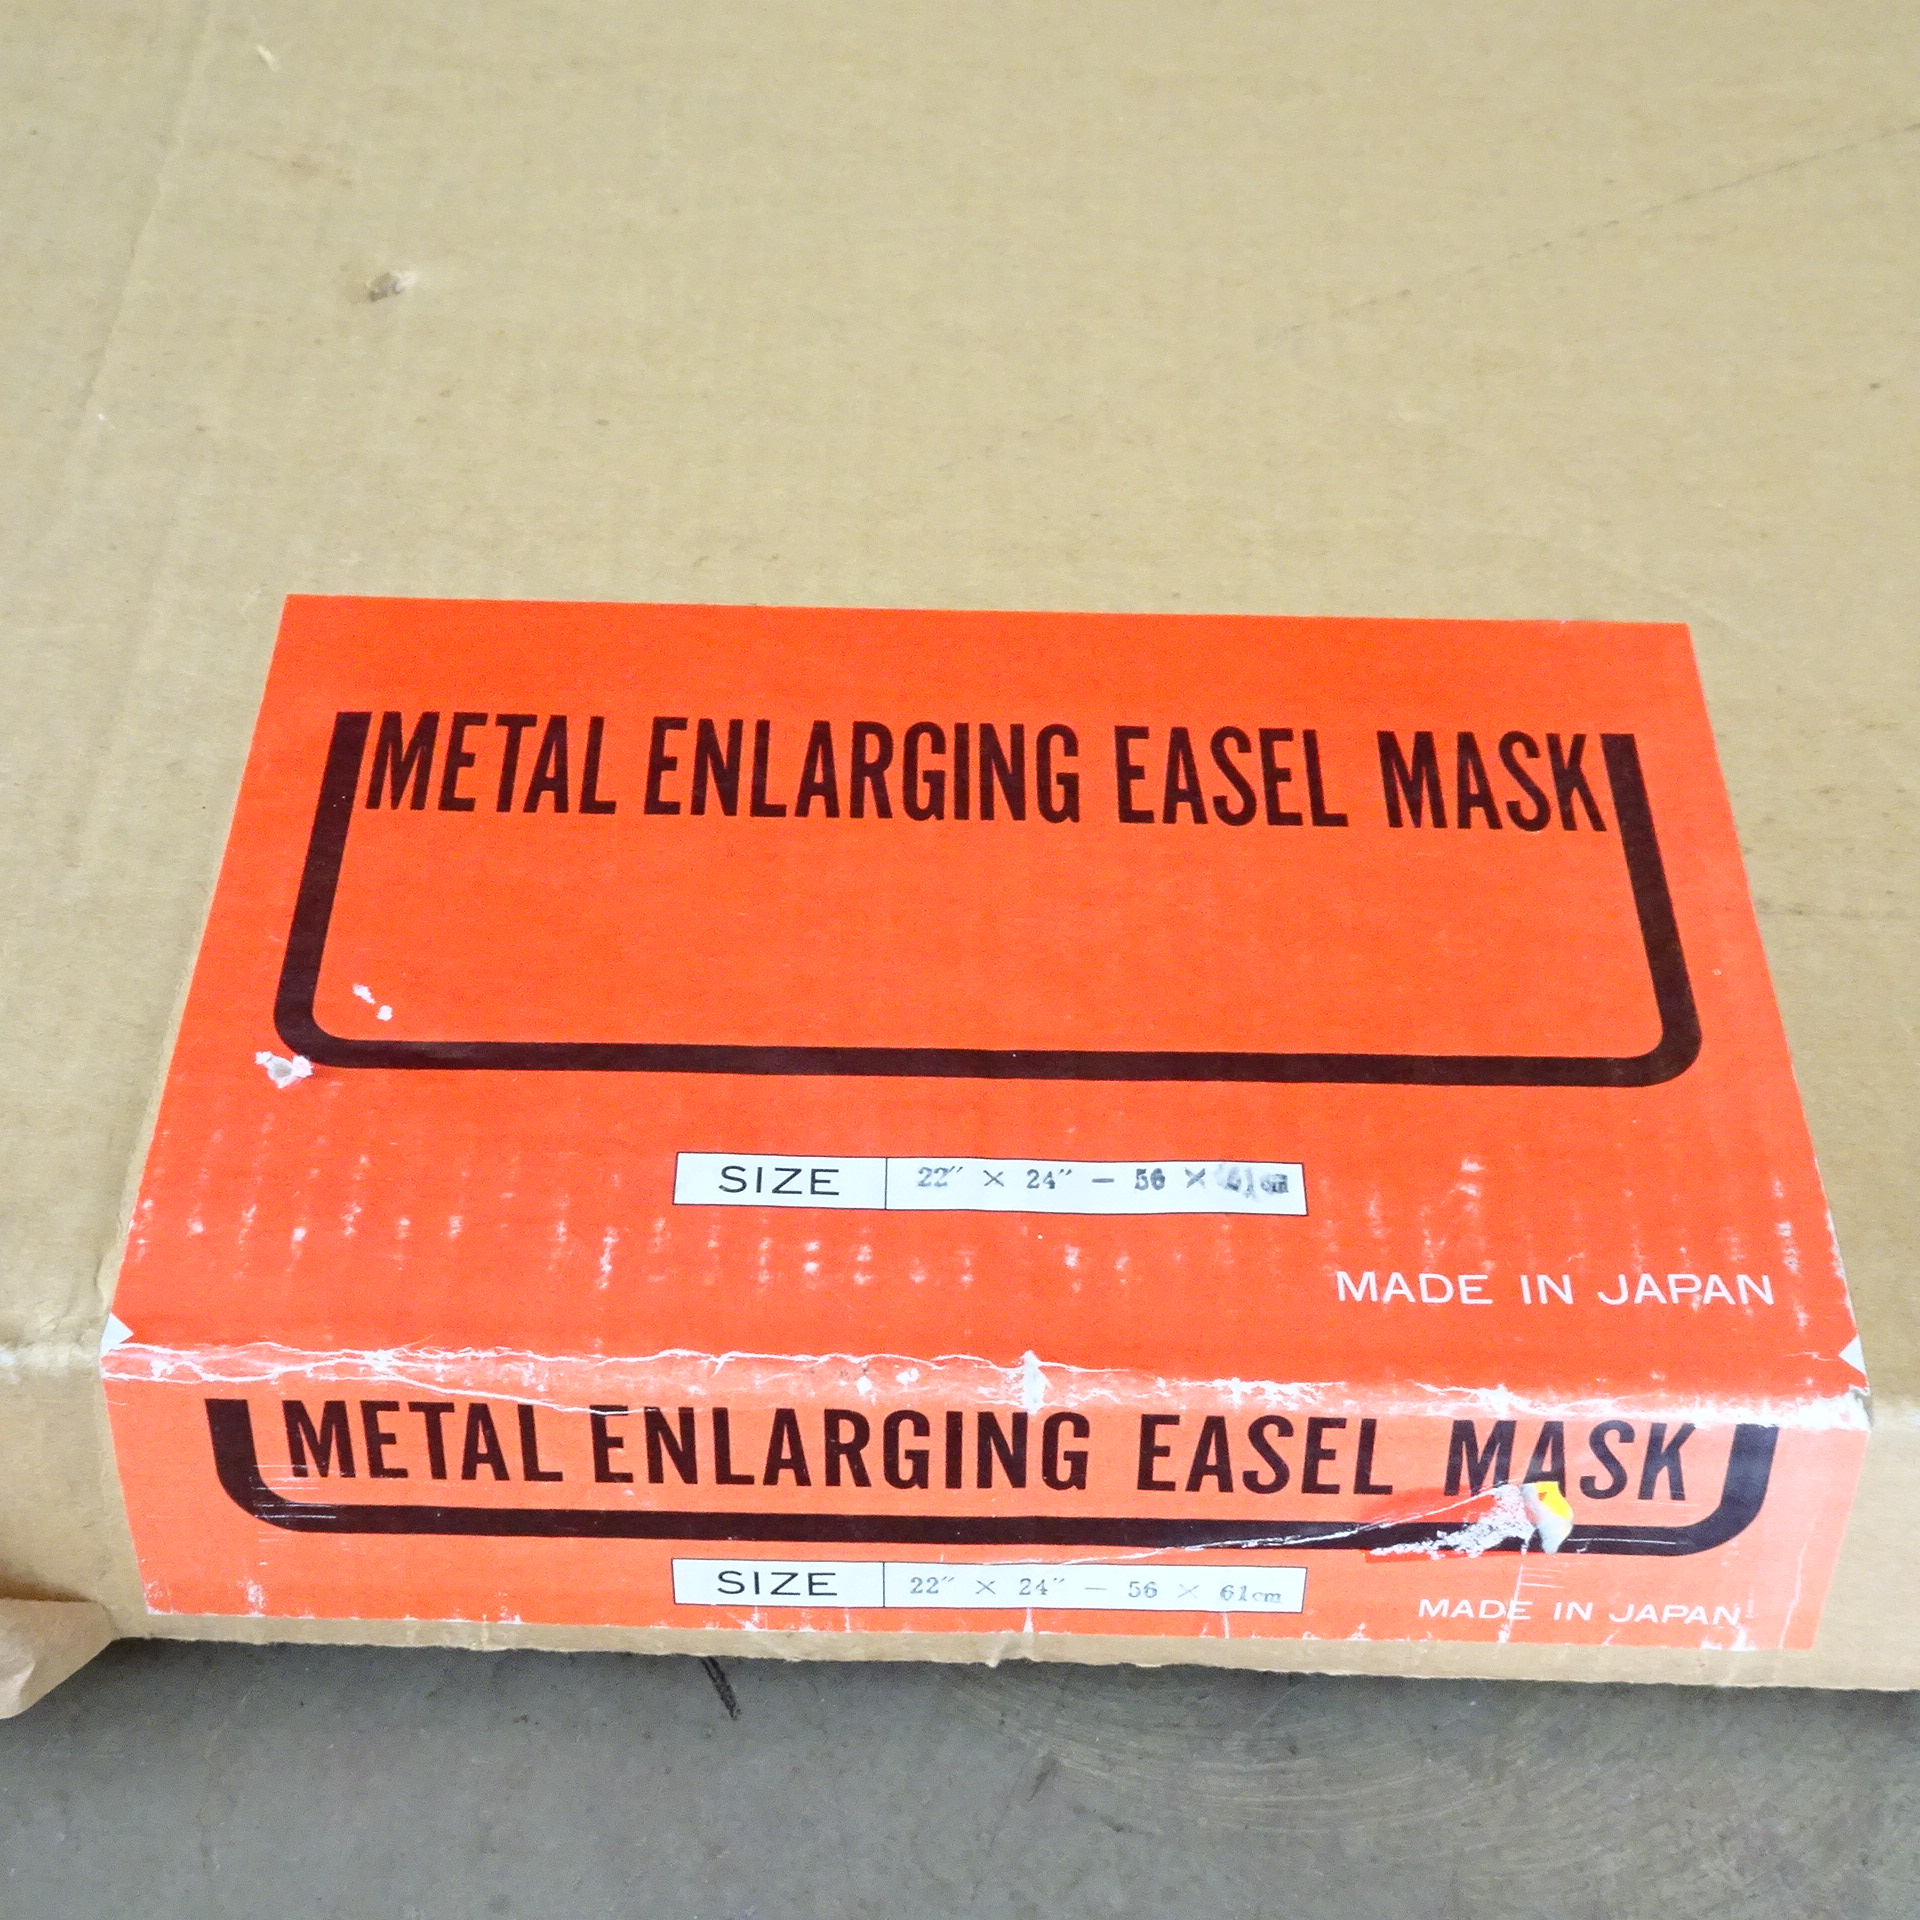 METAL ENLARGING EASEL MASK
SIZE 22" × 24" — 56 × 61cm
MADE IN JAPAN
METAL ENLARGING EASEL MASK
SIZE 22" × 24" — 56 × 61cm
MADE IN JAPAN